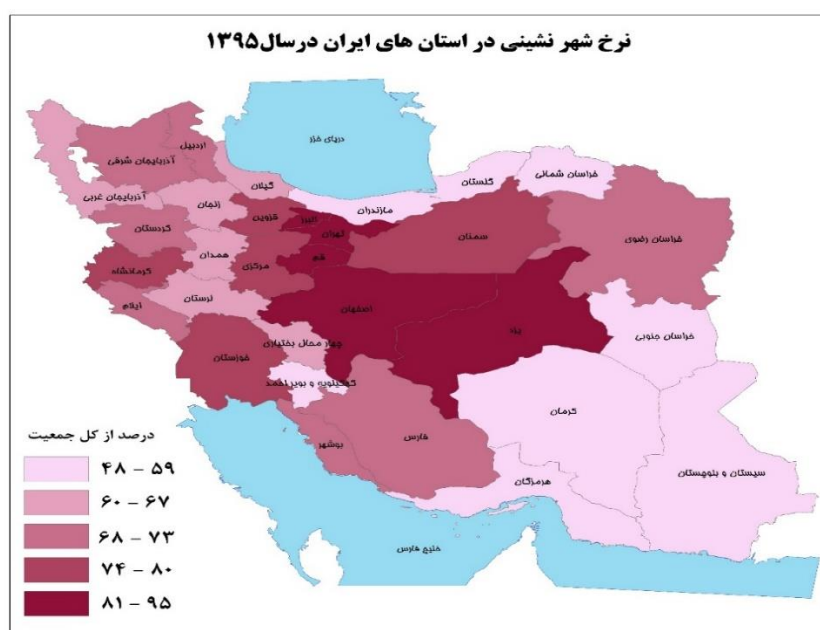 نرخ شهر نشینی در استان های ایران درسال۱۳۹۵
دریای خزر
اردبیل
آذربایجان شرقی
گیلان
گلستان
خراسان شمالی
آذربایجان غربی
زنجان
مازندران
قزوین
البرز
تهران
سمنان
خراسان رضوی
کردستان
همدان
قم
مرکزی
کرمانشاه
لرستان
ایلام
اصفهان
یزد
خراسان جنوبی
چهار محال بختیاری
خوزستان
کهکیلویه و بویر احمد
کرمان
فارس
بوشهر
سیستان و بلوچستان
هرمزگان
خلیج فارس
درصد از کل جمعیت
۴۸ - ۵۹
۶۰ - ۶۷
۶۸ - ۷۳
۷۴ - ۸۰
۸۱ - ۹۵